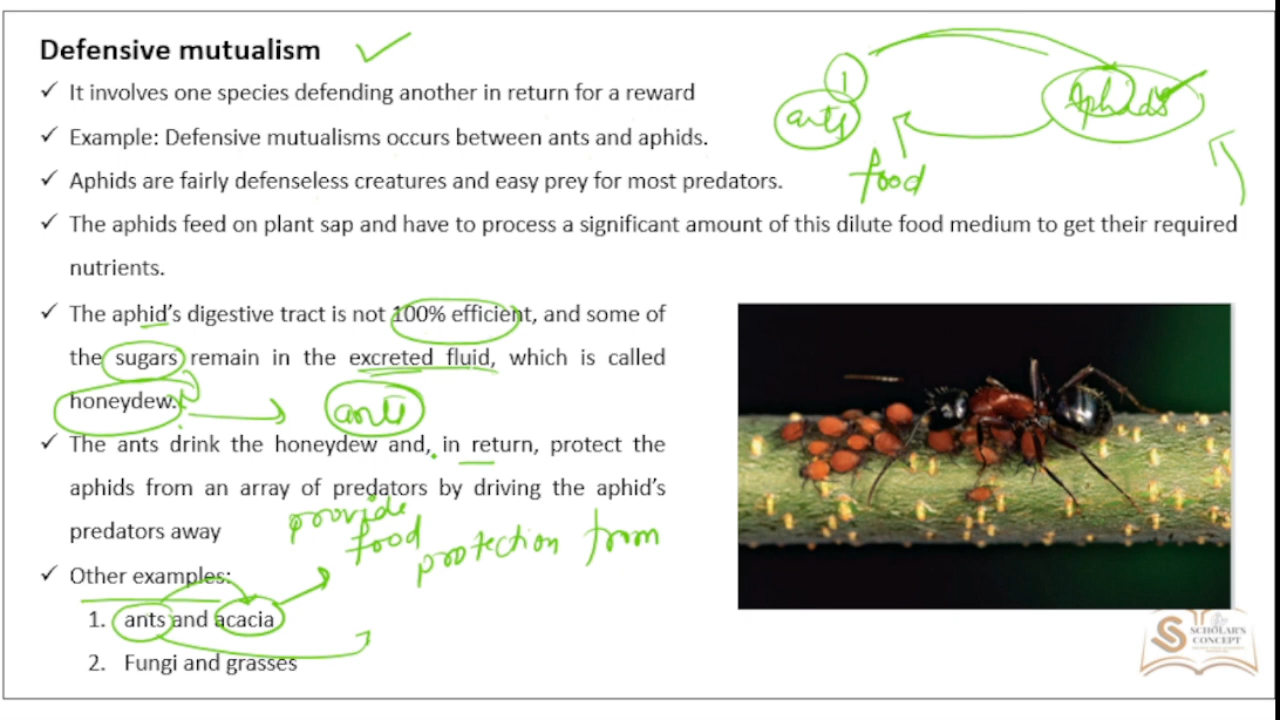 Defensive mutualism
✓ It involves one species defending another in return for a reward
✓ Example: Defensive mutualisms occurs between ants and aphids.
✓ Aphids are fairly defenseless creatures and easy prey for most predators.
✓ The aphids feed on plant sap and have to process a significant amount of this dilute food medium to get their required
nutrients.
✓ The aphid's digestive tract is not 100% efficient, and some of
the sugars remain in the excreted fluid, which is called
honeydew.
✓ The ants drink the honeydew and, in return, protect the
aphids from an array of predators by driving the aphid's
predators away
✓ Other examples:
1. ants and acacia
2. Fungi and grasses
1
ants
Aphids
food
ants
provide
food
protection from
SCHOLAR'S
CONCEPT